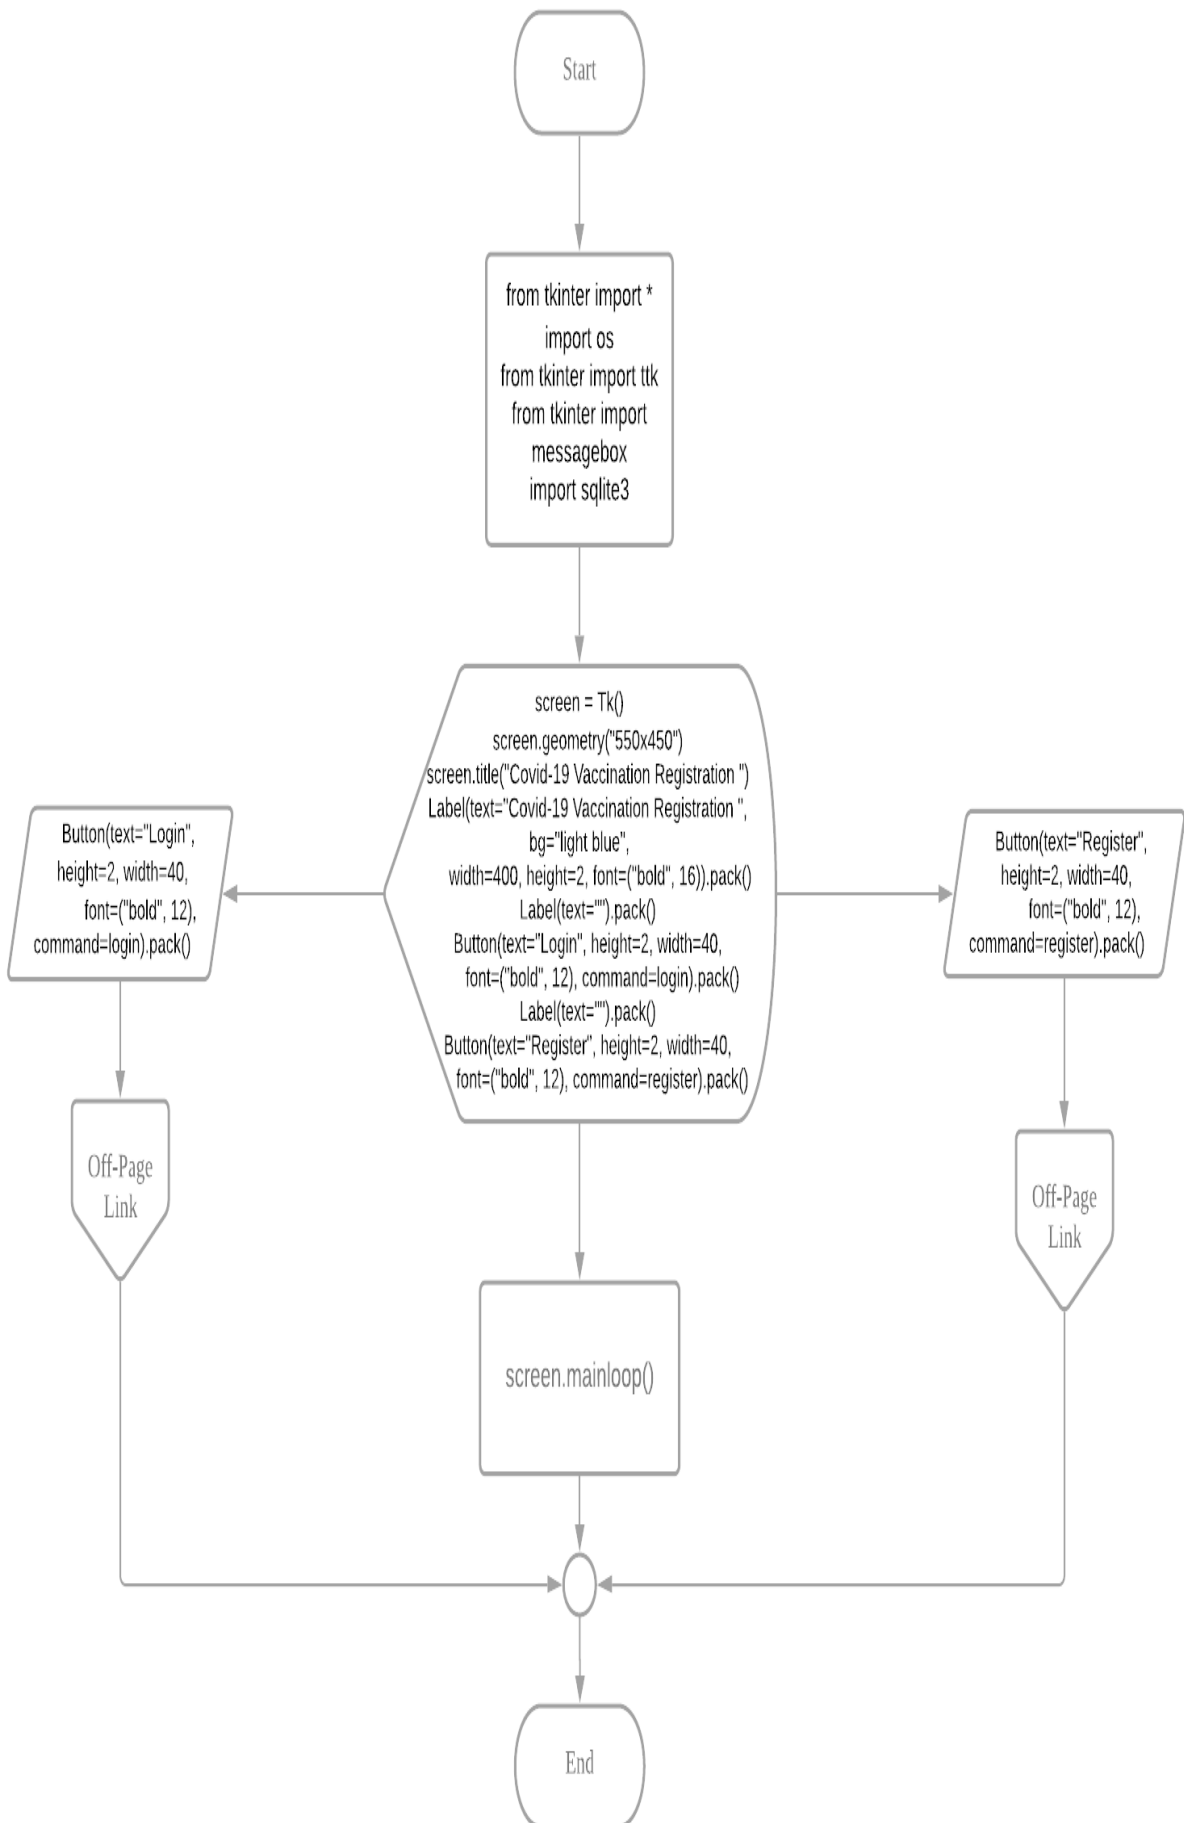 Start
from tkinter import *
import os
from tkinter import ttk
from tkinter import
messagebox
import sqlite3
screen = Tk()
screen.geometry("550x450")
screen.title("Covid-19 Vaccination Registration ")
Label(text="Covid-19 Vaccination Registration ",
bg="light blue",
width=400, height=2, font=("bold", 16)).pack()
Label(text="").pack()
Button(text="Login", height=2, width=40,
font=("bold", 12), command=login).pack()
Label(text="").pack()
Button(text="Register", height=2, width=40,
font=("bold", 12), command=register).pack()
Button(text="Login",
height=2, width=40,
font=("bold", 12),
command=login).pack()
Button(text="Register",
height=2, width=40,
font=("bold", 12),
command=register).pack()
Off-Page
Link
Off-Page
Link
screen.mainloop()
End